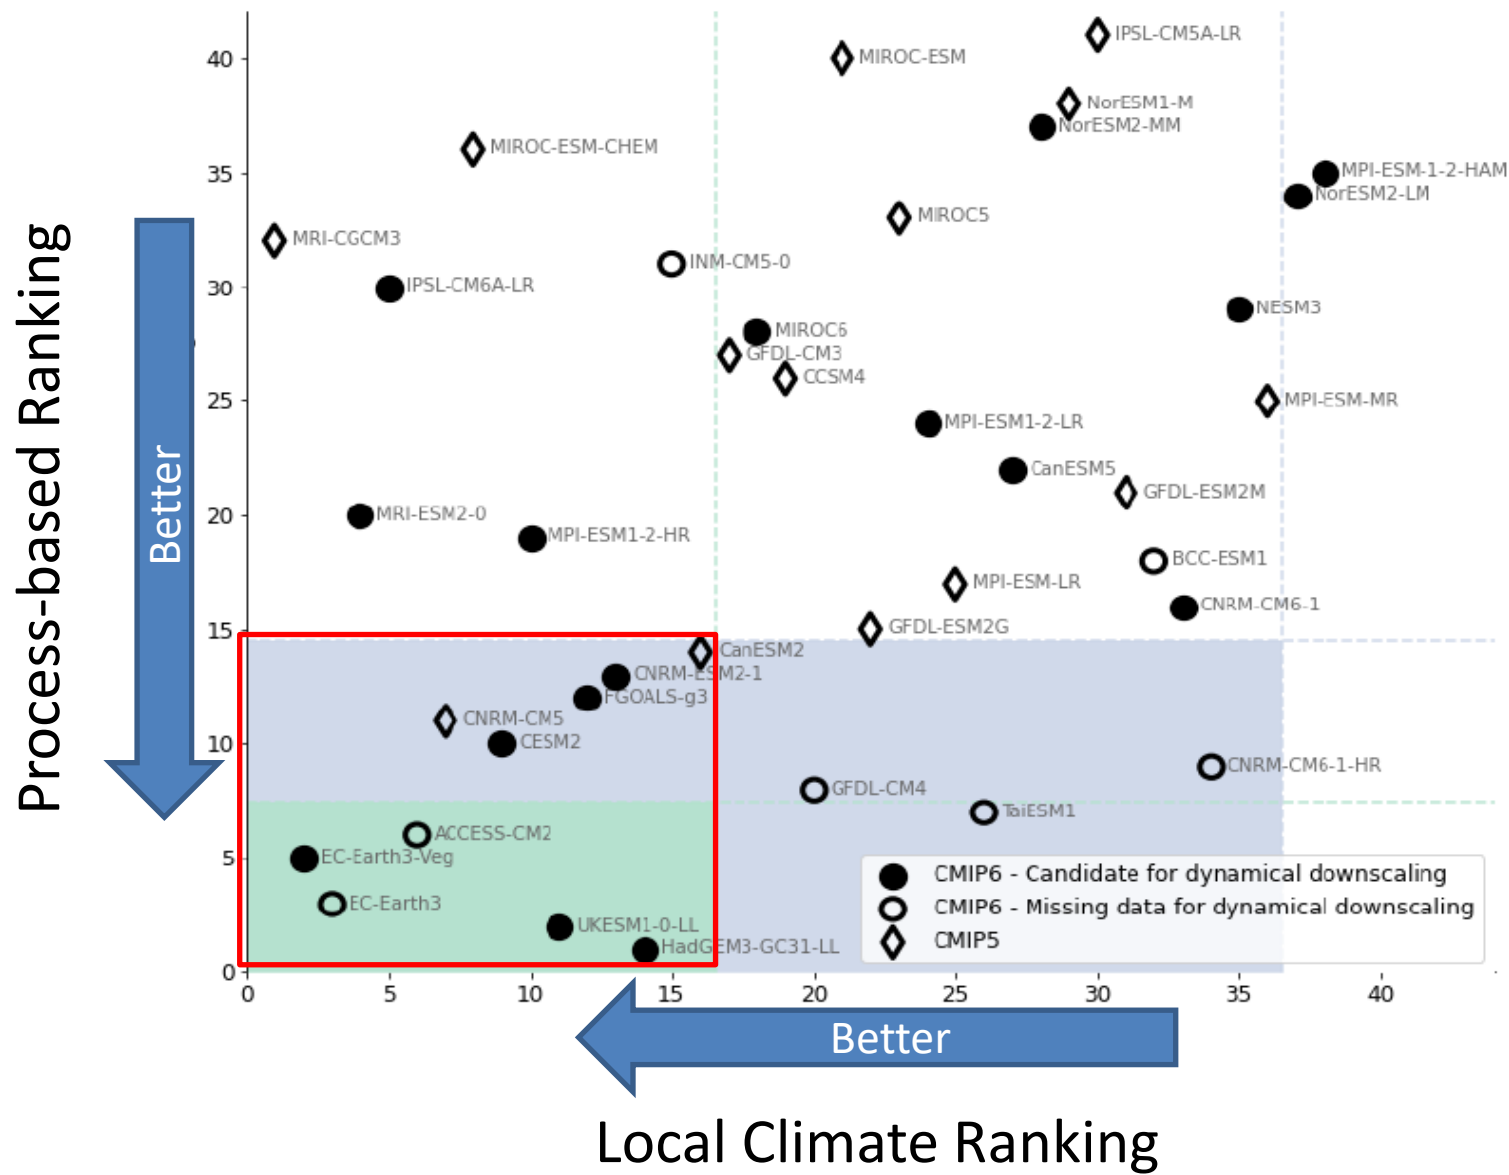 Process-based Ranking
Better
40
35
30
25
20
15
10
5
0
IPSL-CM5A-LR
MIROC-ESM
NorESM1-M
NorESM2-MM
MIROC-ESM-CHEM
MPI-ESM-1-2-HAM
NorESM2-LM
MIROC5
MRI-CGCM3
INM-CM5-0
IPSL-CM6A-LR
NESM3
MIROC6
GFDL-CM3
CCSM4
MPI-ESM-MR
MPI-ESM1-2-LR
CanESM5
GFDL-ESM2M
MRI-ESM2-0
MPI-ESM1-2-HR
BCC-ESM1
MPI-ESM-LR
CNRM-CM6-1
GFDL-ESM2G
CanESM2
CNRM-ESM2-1
FGOALS-g3
CNRM-CM5
CESM2
CNRM-CM6-1-HR
GFDL-CM4
TaiESM1
ACCESS-CM2
EC-Earth3-Veg
EC-Earth3
UKESM1-0-LL
HadGEM3-GC31-LL
CMIP6 - Candidate for dynamical downscaling
CMIP6 - Missing data for dynamical downscaling
CMIP5
0 5 10 15 20 25 30 35 40
Better
Local Climate Ranking